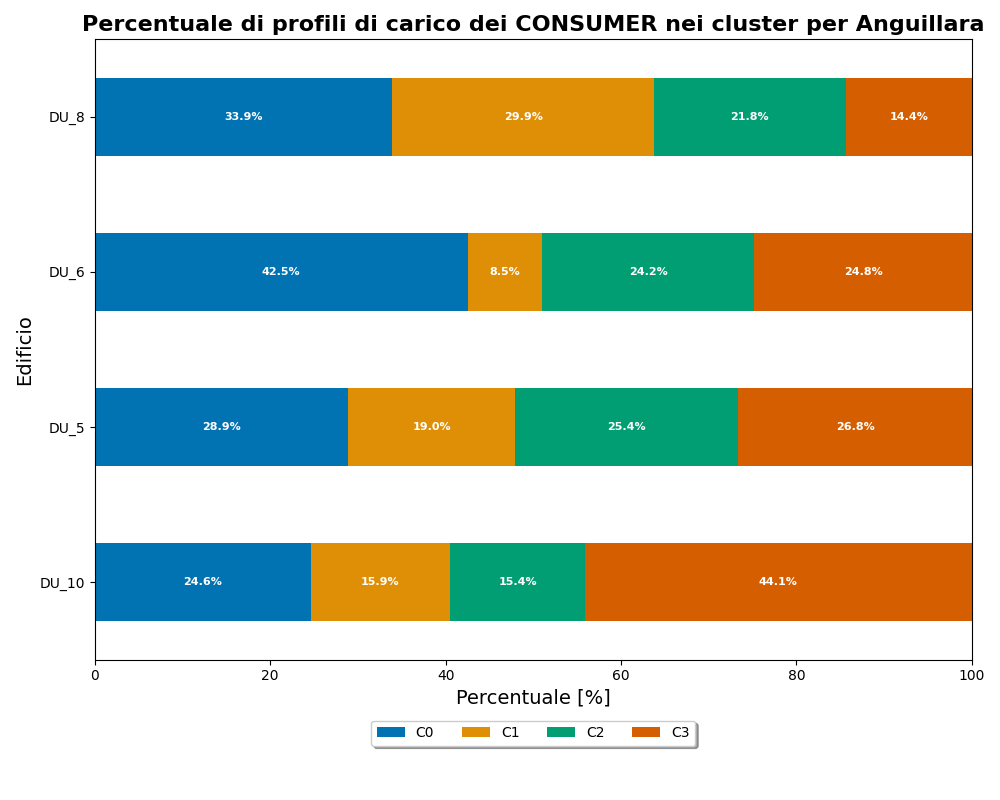 Percentuale di profili di carico dei CONSUMER nei cluster per Anguillara
DU_8
33.9%
29.9%
21.8%
14.4%
DU_6
42.5%
8.5%
24.2%
24.8%
DU_5
28.9%
19.0%
25.4%
26.8%
DU_10
24.6%
15.9%
15.4%
44.1%
Edificio
0
20
40
60
80
100
Percentuale [%]
C0
C1
C2
C3